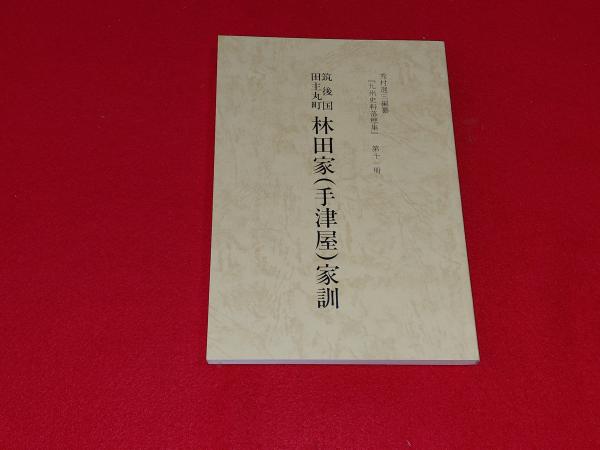 秀村選三編纂
『九州史料落穂集』 第十一冊
筑後国
田主丸町
林田家(手津屋)家訓